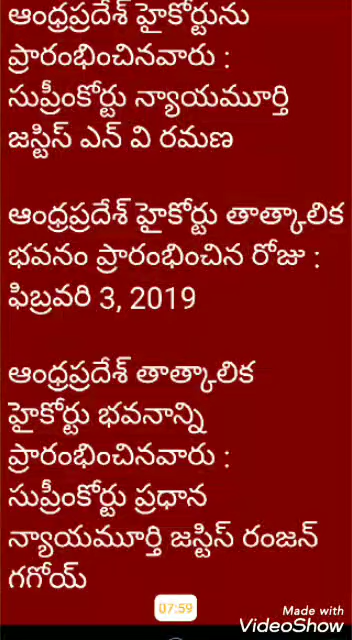 ఆంధ్రప్రదేశ్ హైకోర్టును
ప్రారంభించినవారు :
సుప్రీంకోర్టు న్యాయమూర్తి
జస్టిస్ ఎన్ వి రమణ
ఆంధ్రప్రదేశ్ హైకోర్టు తాత్కాలిక
భవనం ప్రారంభించిన రోజు :
ఫిబ్రవరి 3, 2019
ఆంధ్రప్రదేశ్ తాత్కాలిక
హైకోర్టు భవనాన్ని
ప్రారంభించినవారు :
సుప్రీంకోర్టు ప్రధాన
న్యాయమూర్తి జస్టిస్ రంజన్
గగోయ్
07:59
Made with
VideoShow